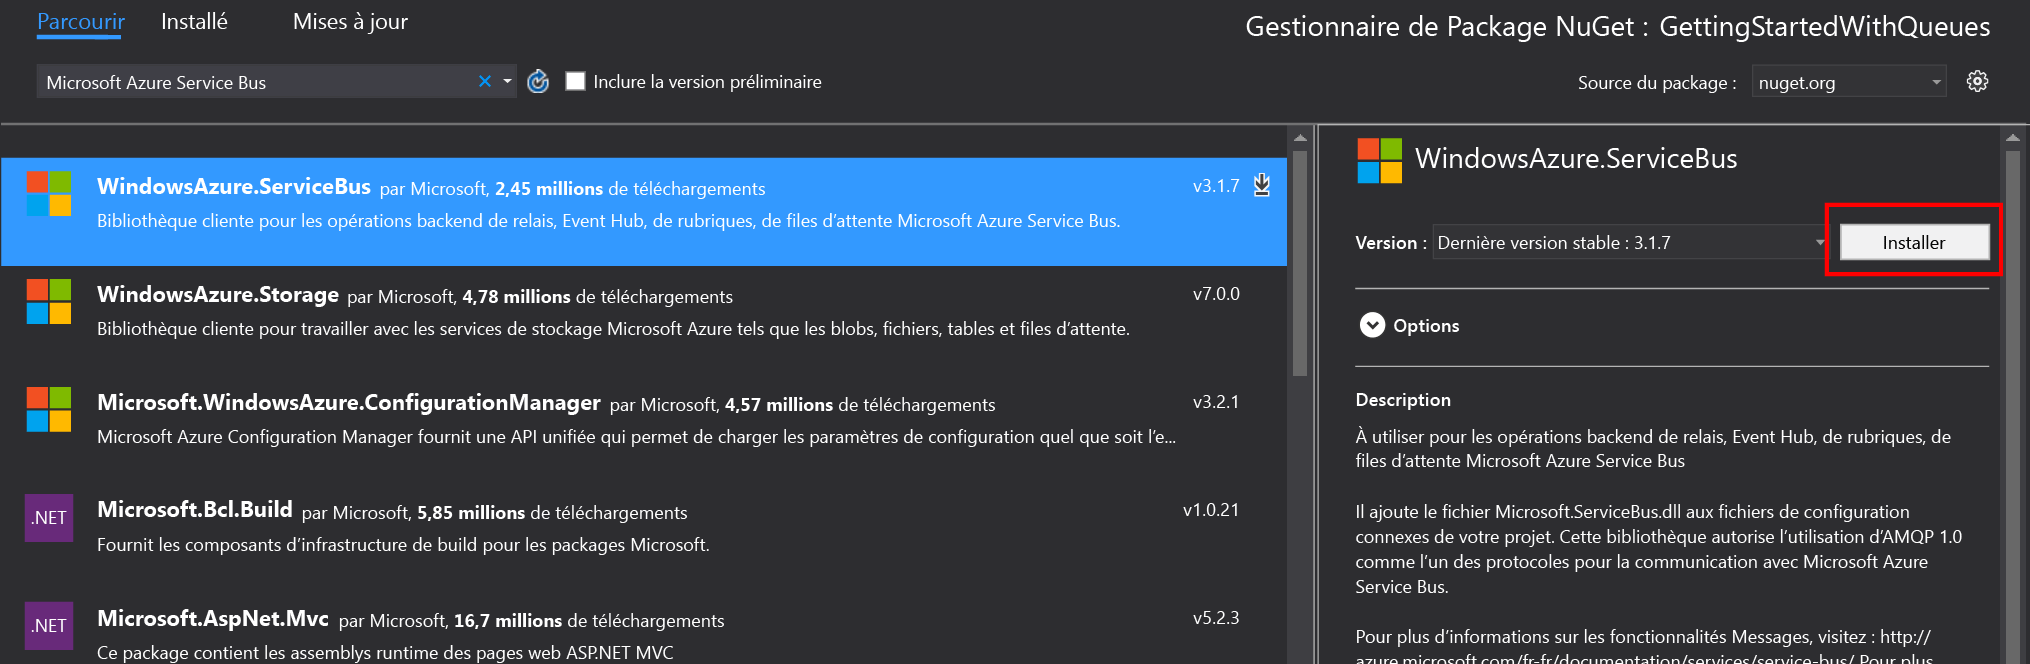 Parcourir Installé Mises à jour
Gestionnaire de Package NuGet : GettingStartedWithQueues
Microsoft Azure Service Bus
Inclure la version préliminaire
Source du package : nuget.org
WindowsAzure.ServiceBus par Microsoft, 2,45 millions de téléchargements v3.1.7
Bibliothèque cliente pour les opérations backend de relais, Event Hub, de rubriques, de files d'attente Microsoft Azure Service Bus.
WindowsAzure.Storage par Microsoft, 4,78 millions de téléchargements v7.0.0
Bibliothèque cliente pour travailler avec les services de stockage Microsoft Azure tels que les blobs, fichiers, tables et files d'attente.
Microsoft.WindowsAzure.ConfigurationManager par Microsoft, 4,57 millions de téléchargements v3.2.1
Microsoft Azure Configuration Manager fournit une API unifiée qui permet de charger les paramètres de configuration quel que soit l'e...
.NET
Microsoft.Bcl.Build par Microsoft, 5,85 millions de téléchargements v1.0.21
Fournit les composants d'infrastructure de build pour les packages Microsoft.
.NET
Microsoft.AspNet.Mvc par Microsoft, 16,7 millions de téléchargements v5.2.3
Ce package contient les assemblys runtime des pages web ASP.NET MVC
WindowsAzure.ServiceBus
Version : Dernière version stable : 3.1.7 Installer
Options
Description
À utiliser pour les opérations backend de relais, Event Hub, de rubriques, de
files d'attente Microsoft Azure Service Bus
Il ajoute le fichier Microsoft.ServiceBus.dll aux fichiers de configuration
connexes de votre projet. Cette bibliothèque autorise l'utilisation d'AMQP 1.0
comme l'un des protocoles pour la communication avec Microsoft Azure
Service Bus.
Pour plus d'informations sur les fonctionnalités Messages, visitez : http://
azure.microsoft.com/fr-fr/documentation/services/service-bus/ Pour plus